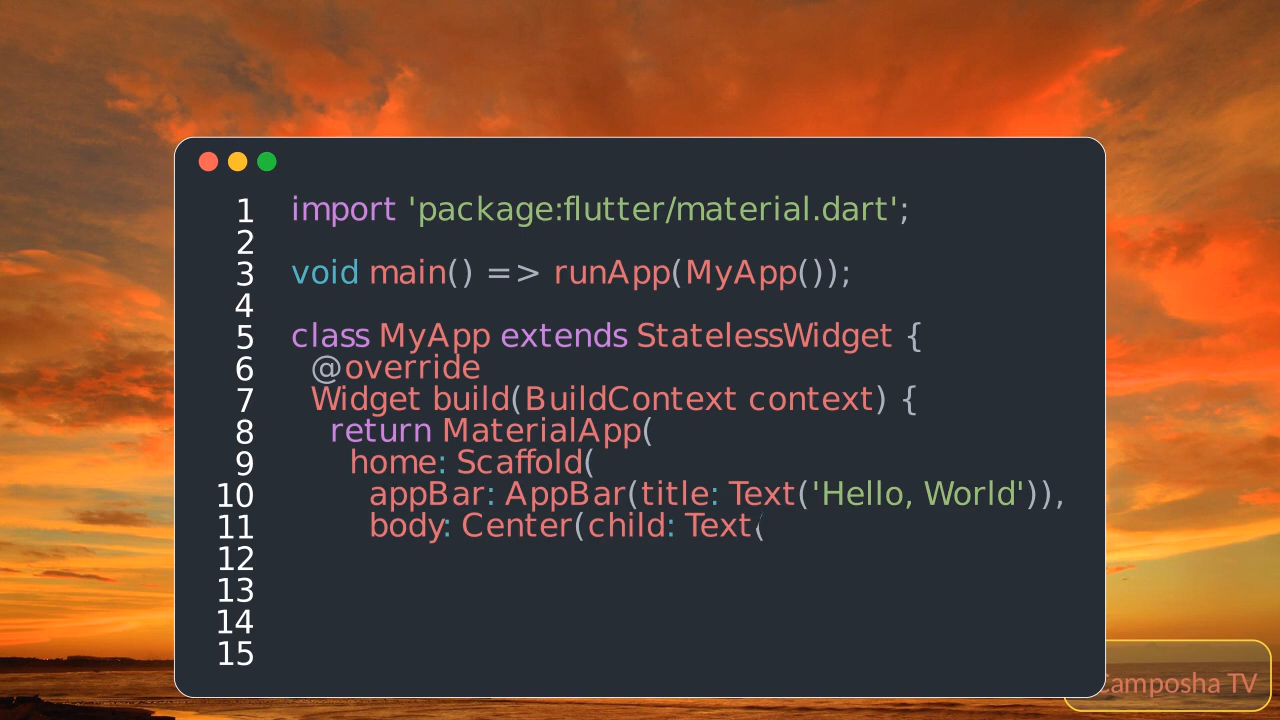 1 import 'package:flutter/material.dart';
2
3 void main() => runApp(MyApp());
4
5 class MyApp extends StatelessWidget {
6 @override
7 Widget build(BuildContext context) {
8 return MaterialApp(
9 home: Scaffold(
10 appBar: AppBar(title: Text('Hello, World')),
11 body: Center(child: Text(
12
13
14
15
Camposha TV